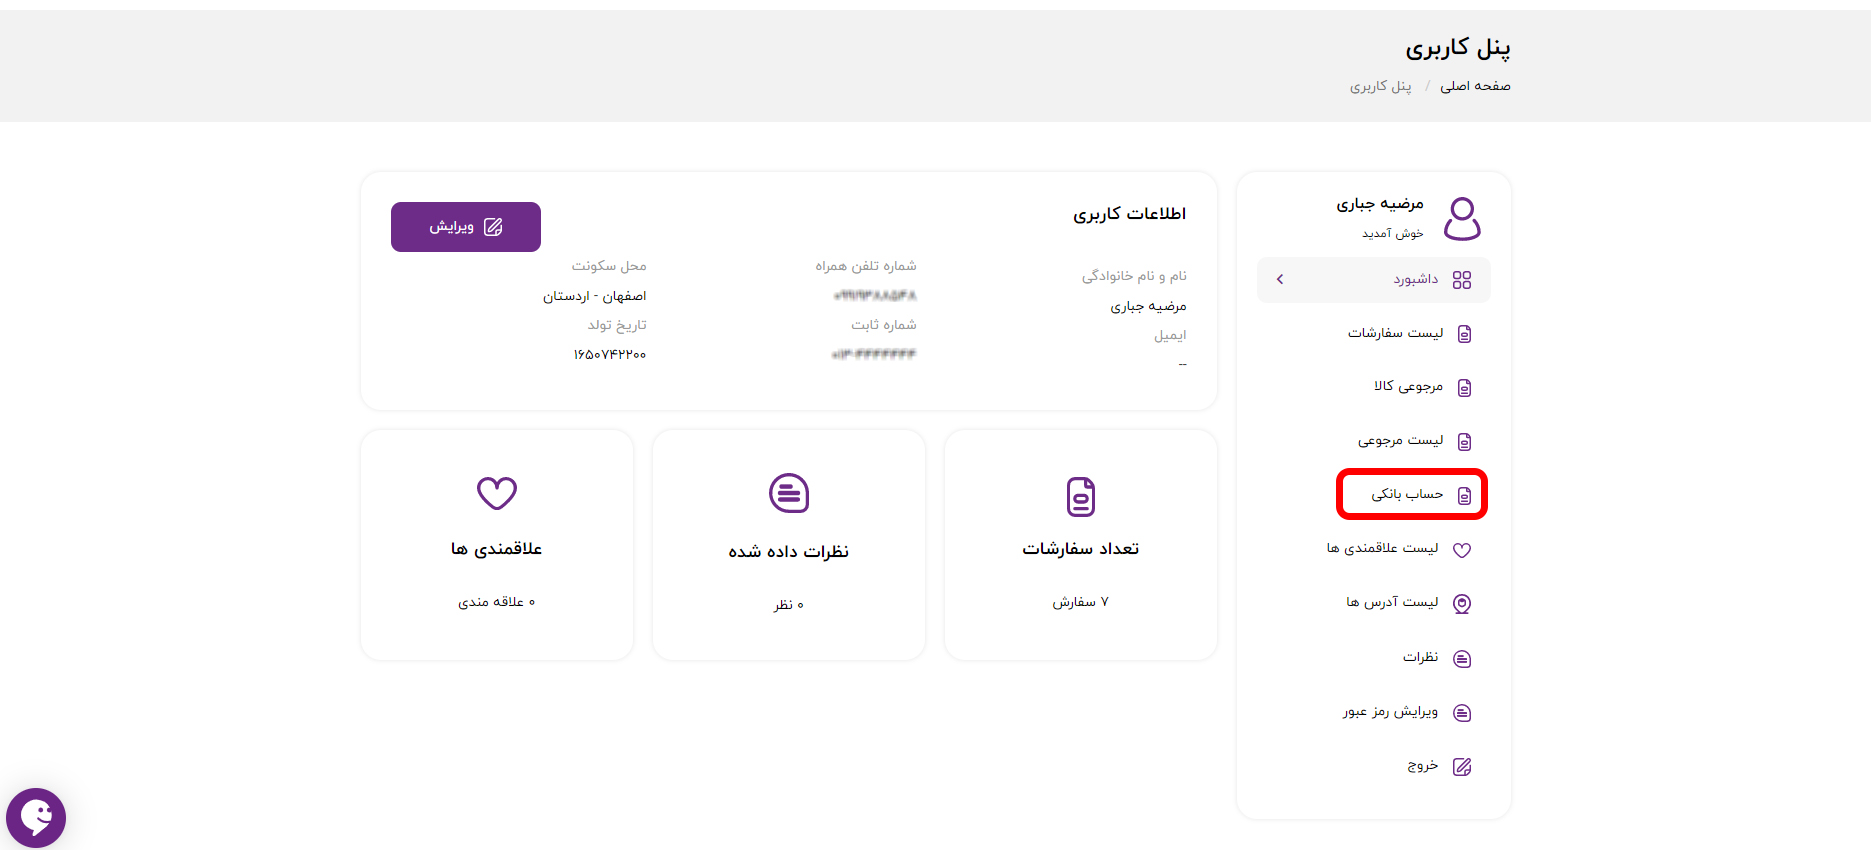 پنل کاربری
صفحه اصلی / پنل کاربری
مرضیه جباری
خوش آمدید
داشبورد
لیست سفارشات
مرجوعی کالا
لیست مرجوعی
حساب بانکی
لیست علاقمندی ها
لیست آدرس ها
نظرات
ویرایش رمز عبور
خروج
اطلاعات کاربری
ویرایش
نام و نام خانوادگی
مرضیه جباری
ایمیل
--
شماره تلفن همراه
شماره ثابت
محل سکونت
اصفهان - اردستان
تاریخ تولد
۱۶۵۰۷۴۲۲۰۰
تعداد سفارشات
۷ سفارش
نظرات داده شده
۰ نظر
علاقمندی ها
۰ علاقه مندی